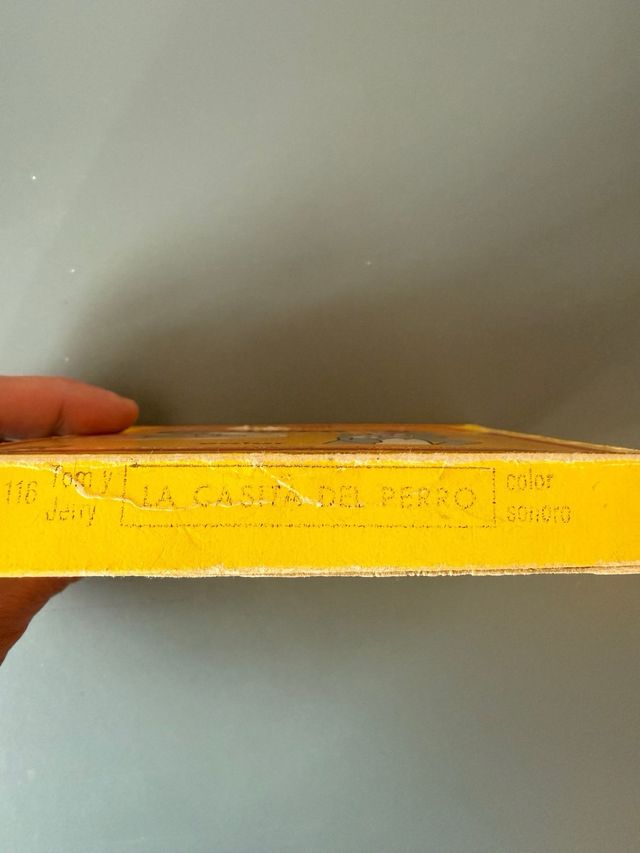 116
Tom y
Jerry
LA CASITA DEL PERRO
color
sonoro